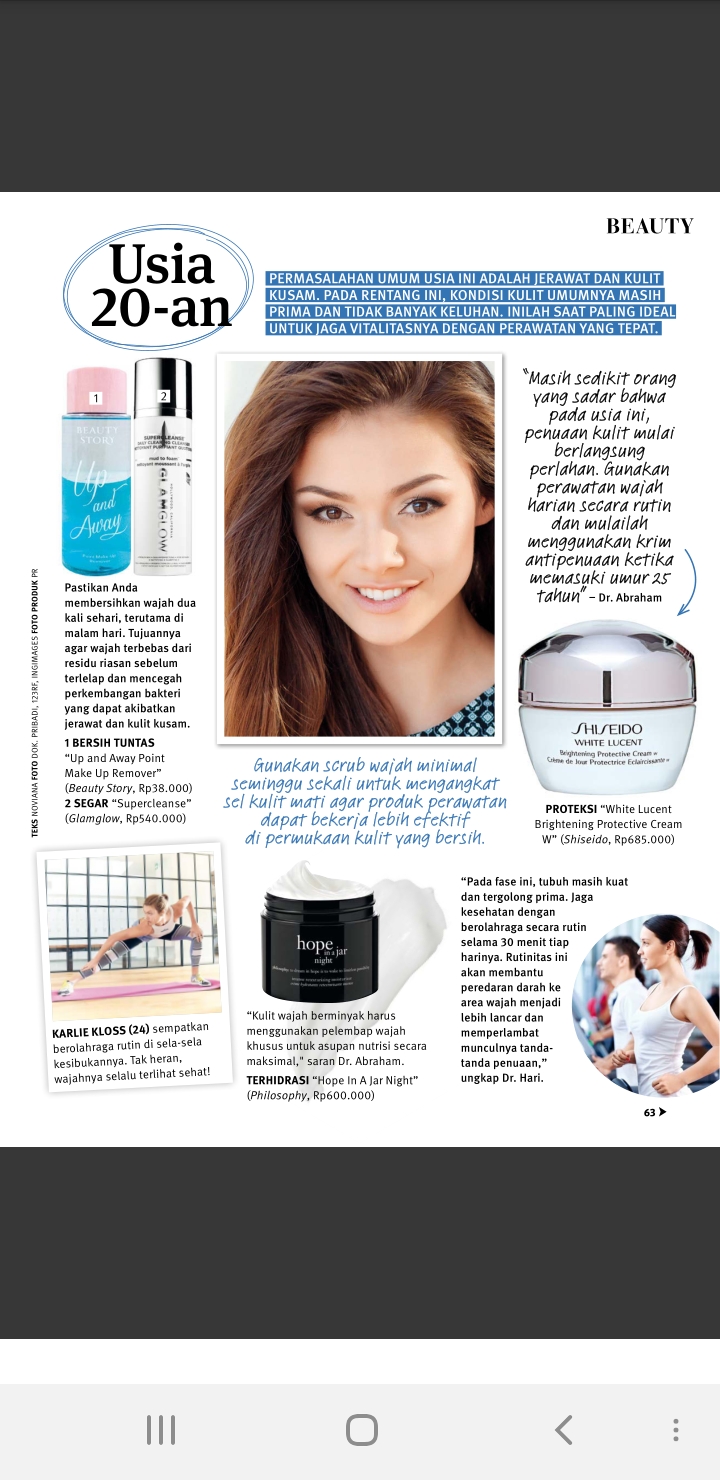 BEAUTY
Usia
20-an
PERMASALAHAN UMUM USIA INI ADALAH JERAWAT DAN KULIT
KUSAM. PADA RENTANG INI, KONDISI KULIT UMUMNYA MASIH
PRIMA DAN TIDAK BANYAK KELUHAN. INILAH SAAT PALING IDEAL
UNTUK JAGA VITALITASNYA DENGAN PERAWATAN YANG TEPAT.
1
2
BEAUTY
STORY
Up
and
Away
SUPERCLEANSE
mud to foam
GLAMGLOW
Pastikan Anda
membersihkan wajah dua
kali sehari, terutama di
malam hari. Tujuannya
agar wajah terbebas dari
residu riasan sebelum
terlelap dan mencegah
perkembangan bakteri
yang dapat akibatkan
jerawat dan kulit kusam.
1 BERSIH TUNTAS
“Up and Away Point
Make Up Remover”
(Beauty Story, Rp38.000)
2 SEGAR “Supercleanse”
(Glamglow, Rp540.000)
TEKS NOVIANA FOTO DOK. PRIBADI, 123RF, INGIMAGES FOTO PRODUK PR
“Masih sedikit orang
yang sadar bahwa
pada usia ini,
penuaan kulit mulai
berlangsung
perlahan. Gunakan
perawatan wajah
harian secara rutin
dan mulailah
menggunakan krim
antipenuaan ketika
memasuki umur 25
tahun” – Dr. Abraham
SHISEIDO
WHITE LUCENT
Brightening Protective Cream W
Crème de Jour Protectrice Eclaircissante W
PROTEKSI “White Lucent
Brightening Protective Cream
W” (Shiseido, Rp685.000)
Gunakan scrub wajah minimal
seminggu sekali untuk mengangkat
sel kulit mati agar produk perawatan
dapat bekerja lebih efektif
di permukaan kulit yang bersih.
KARLIE KLOSS (24) sempatkan
berolahraga rutin di sela-sela
kesibukannya. Tak heran,
wajahnya selalu terlihat sehat!
hope
in a jar
night
“Kulit wajah berminyak harus
menggunakan pelembap wajah
khusus untuk asupan nutrisi secara
maksimal," saran Dr. Abraham.
TERHIDRASI “Hope In A Jar Night”
(Philosophy, Rp600.000)
“Pada fase ini, tubuh masih kuat
dan tergolong prima. Jaga
kesehatan dengan
berolahraga secara rutin
selama 30 menit tiap
harinya. Rutinitas ini
akan membantu
peredaran darah ke
area wajah menjadi
lebih lancar dan
memperlambat
munculnya tanda-
tanda penuaan,”
ungkap Dr. Hari.
63